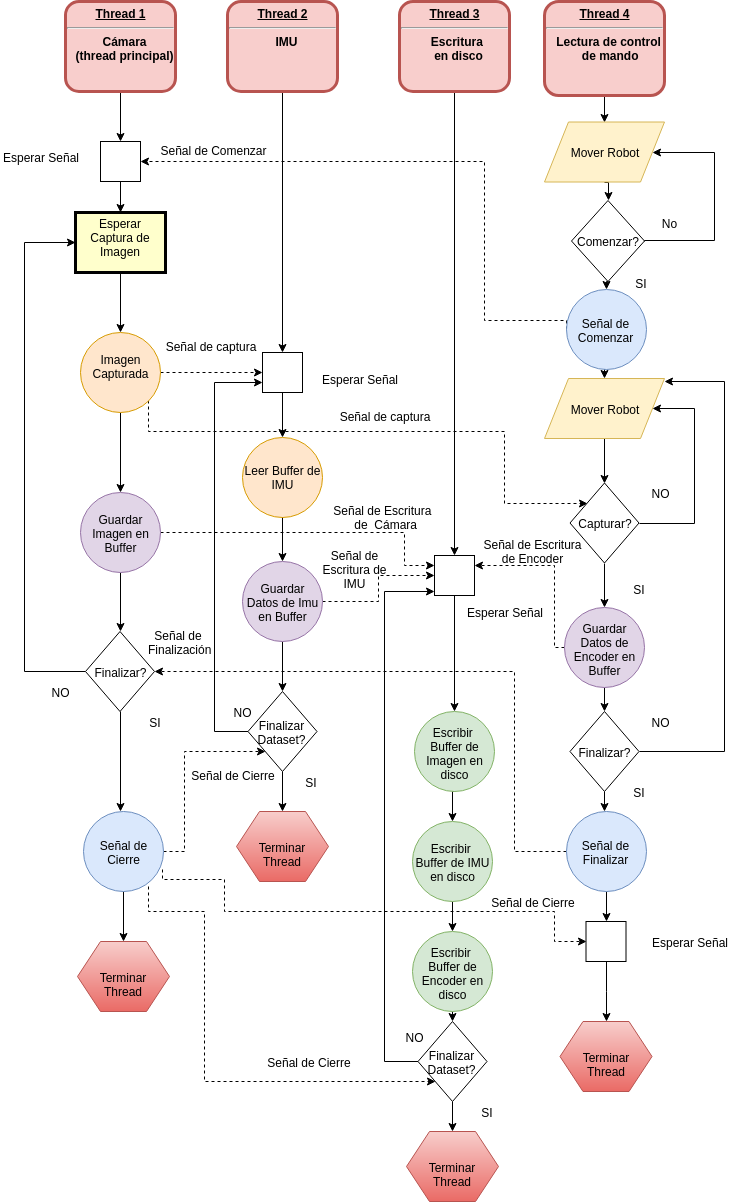 Thread 1
Cámara
(thread principal)
Thread 2
IMU
Thread 3
Escritura
en disco
Thread 4
Lectura de control
de mando
Esperar Señal
Señal de Comenzar
Mover Robot
Esperar
Captura de
Imagen
No
Comenzar?
SI
Señal de
Comenzar
Imagen
Capturada
Señal de captura
Esperar Señal
Mover Robot
Señal de captura
Leer Buffer de
IMU
NO
Capturar?
Guardar
Imagen en
Buffer
Señal de Escritura
de  Cámara
Señal de
Escritura de
IMU
Señal de Escritura
de Encoder
SI
Guardar
Datos de Imu
en Buffer
Esperar Señal
Guardar
Datos de
Encoder en
Buffer
Señal de
Finalización
Finalizar?
NO
SI
NO
Finalizar
Dataset?
Escribir
Buffer de
Imagen en
disco
NO
Finalizar?
Señal de Cierre
SI
SI
Señal de
Cierre
Terminar
Thread
Escribir
Buffer de IMU
en disco
Señal de
Finalizar
Señal de Cierre
Esperar Señal
Terminar
Thread
Escribir
Buffer de
Encoder en
disco
NO
Señal de Cierre
Finalizar
Dataset?
Terminar
Thread
SI
Terminar
Thread